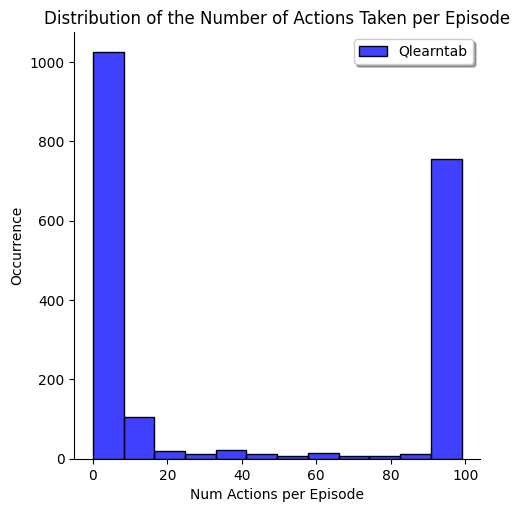 Distribution of the Number of Actions Taken per Episode
Qlearntab
1000
800
600
400
200
0
Occurrence
0 20 40 60 80 100
Num Actions per Episode